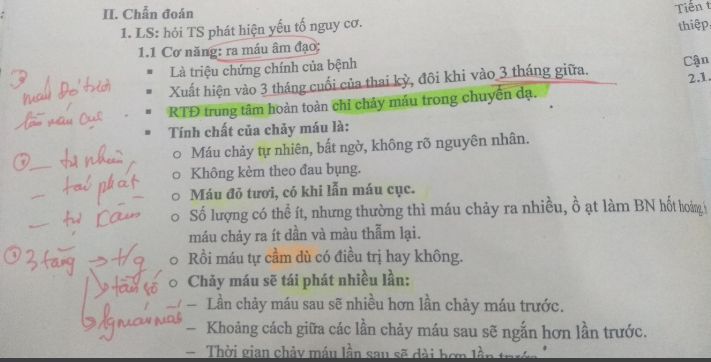 II. Chẩn đoán
1. LS: hỏi TS phát hiện yếu tố nguy cơ.
1.1 Cơ năng: ra máu âm đạo:
Là triệu chứng chính của bệnh
Xuất hiện vào 3 tháng cuối của thai kỳ, đôi khi vào 3 tháng giữa.
RTĐ trung tâm hoàn toàn chỉ chảy máu trong chuyển dạ.
Tính chất của chảy máu là:
Máu chảy tự nhiên, bất ngờ, không rõ nguyên nhân.
Không kèm theo đau bụng.
Máu đỏ tươi, có khi lẫn máu cục.
Số lượng có thể ít, nhưng thường thì máu chảy ra nhiều, ồ ạt làm BN hốt hoảng,
máu chảy ra ít dần và màu thẫm lại.
Rồi máu tự cầm dù có điều trị hay không.
Chảy máu sẽ tái phát nhiều lần:
– Lần chảy máu sau sẽ nhiều hơn lần chảy máu trước.
– Khoảng cách giữa các lần chảy máu sau sẽ ngắn hơn lần trước.
– Thời gian chảy máu lần sau sẽ dài hơn lần trước
③
máu đỏ tươi
lẫn máu cục
① – tự nhiên,
– tái phát
– tự cầm
① 3 tăng → t/g
→ tần số
→ lg máu mất
Tiến t
thiệp
Cận
2.1.